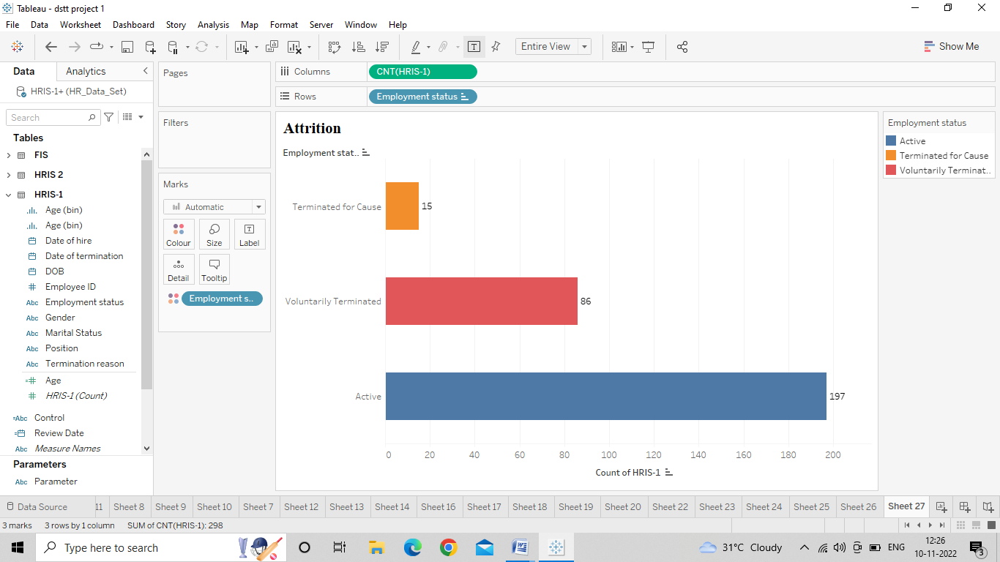 Tableau - dstt project 1
File Data Worksheet Dashboard Story Analysis Map Format Server Window Help
Entire View
Show Me
Data Analytics
HRIS-1+ (HR_Data_Set)
Search
Tables
FIS
HRIS 2
HRIS-1
Age (bin)
Age (bin)
Date of hire
Date of termination
DOB
# Employee ID
Abc Employment status
Abc Gender
Abc Marital Status
Abc Position
Abc Termination reason
=# Age
# HRIS-1 (Count)
=Abc Control
= Review Date
Abc Measure Names
Parameters
Abc Parameter
Pages
Filters
Marks
Automatic
Colour Size Label
Detail Tooltip
Employment s..
Columns CNT(HRIS-1)
Rows Employment status
Attrition
Employment stat..
Terminated for Cause 15
Voluntarily Terminated 86
Active 197
0 20 40 60 80 100 120 140 160 180 200
Count of HRIS-1
Employment status
Active
Terminated for Cause
Voluntarily Terminat..
Data Source 11 Sheet 8 Sheet 9 Sheet 10 Sheet 7 Sheet 12 Sheet 13 Sheet 14 Sheet 16 Sheet 17 Sheet 18 Sheet 19 Sheet 20 Sheet 22 Sheet 23 Sheet 24 Sheet 25 Sheet 26 Sheet 27
3 marks 3 rows by 1 column SUM of CNT(HRIS-1): 298
Type here to search
31°C Cloudy
ENG
12:26
10-11-2022
3